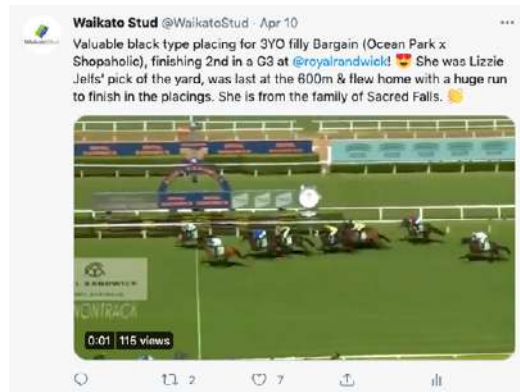 Waikato Stud @WaikatoStud · Apr 10
Valuable black type placing for 3YO filly Bargain (Ocean Park x
Shopaholic), finishing 2nd in a G3 at @royalrandwick! 😍 She was Lizzie
Jelfs' pick of the yard, was last at the 600m & flew home with a huge run
to finish in the placings. She is from the family of Sacred Falls. 👏
0:01 115 views
2 7